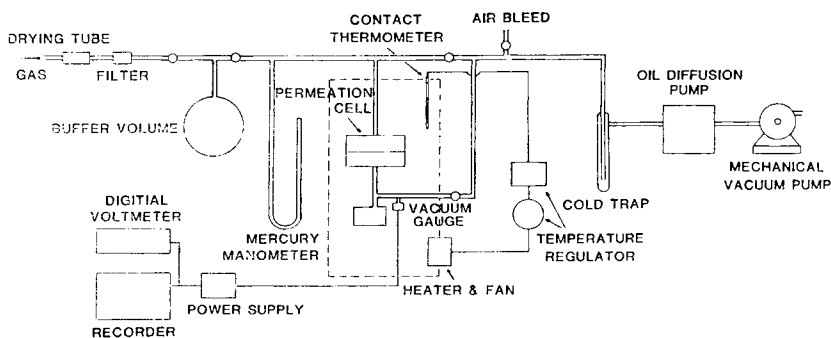 AIR BLEED
CONTACT
THERMOMETER
DRYING TUBE
GAS
FILTER
PERMEATION
CELL
OIL DIFFUSION
PUMP
BUFFER VOLUME
MECHANICAL
VACUUM PUMP
COLD TRAP
DIGITIAL
VOLTMETER
VACUUM
GAUGE
MERCURY
MANOMETER
TEMPERATURE
REGULATOR
HEATER & FAN
POWER SUPPLY
RECORDER